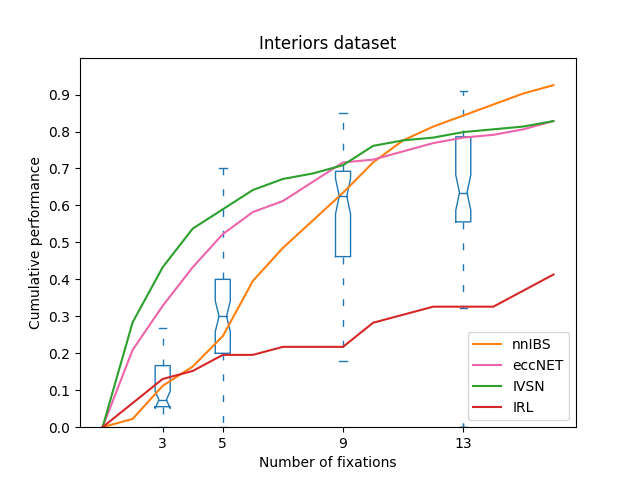 Interiors dataset
Cumulative performance
0.9
0.8
0.7
0.6
0.5
0.4
0.3
0.2
0.1
0.0
nnIBS
eccNET
IVSN
IRL
3 5 9 13
Number of fixations